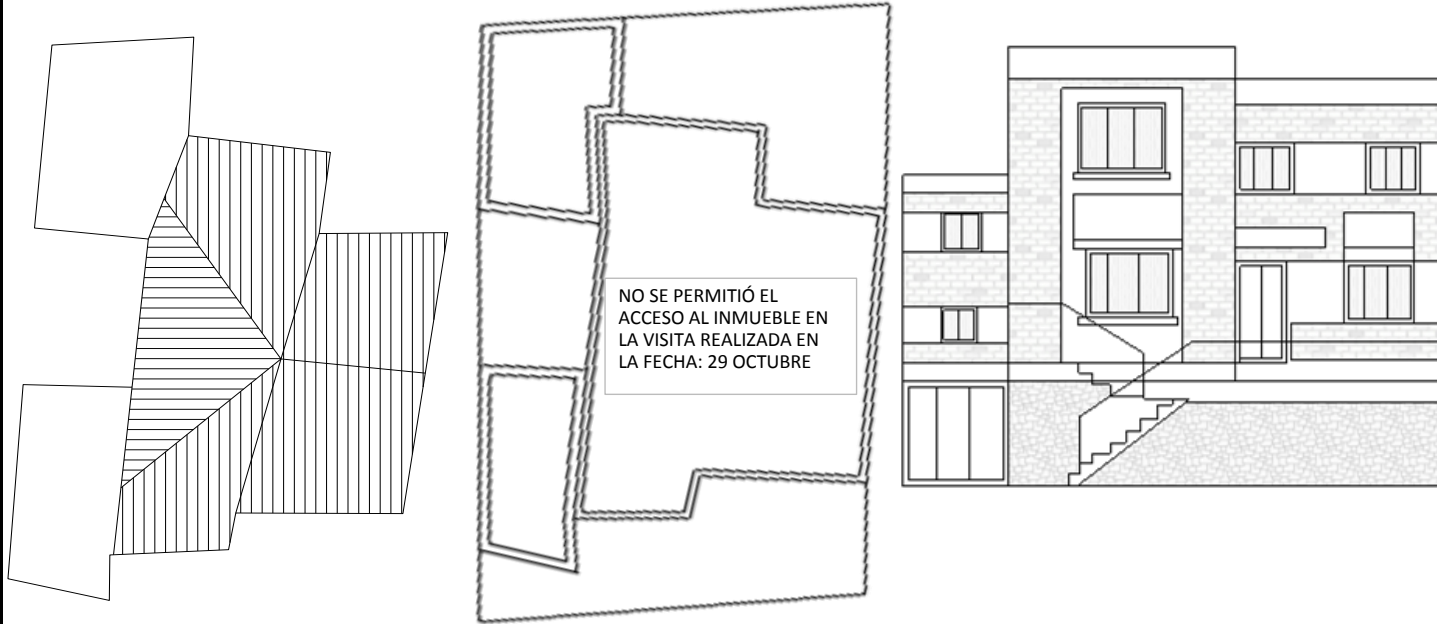 NO SE PERMITIÓ EL
ACCESO AL INMUEBLE EN
LA VISITA REALIZADA EN
LA FECHA: 29 OCTUBRE